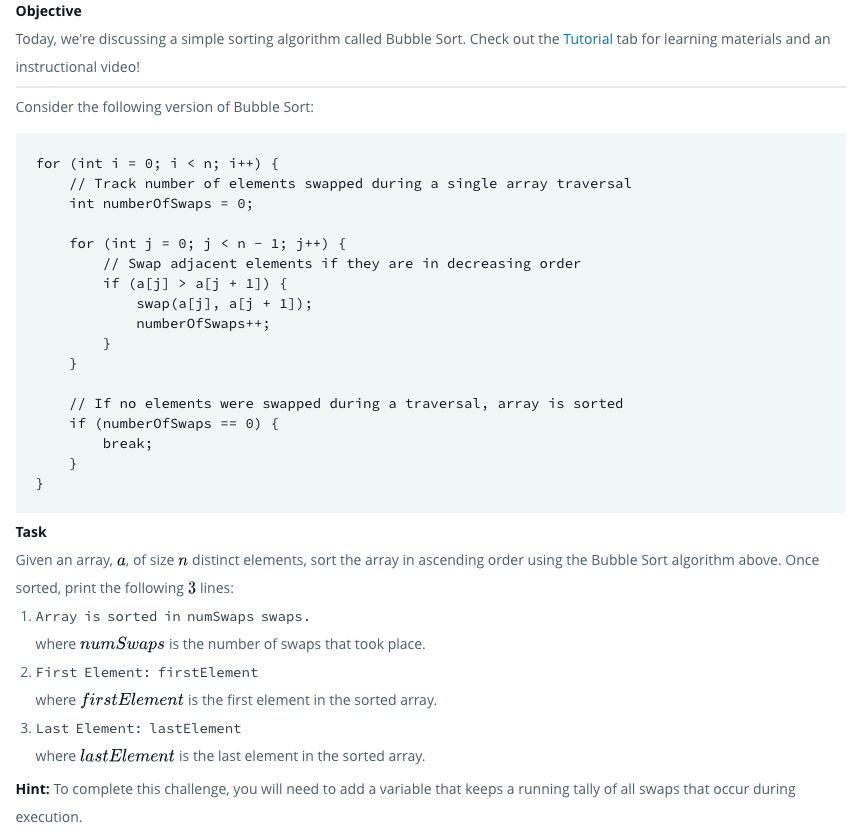 Objective
Today, we're discussing a simple sorting algorithm called Bubble Sort. Check out the Tutorial tab for learning materials and an
instructional video!
Consider the following version of Bubble Sort:
for (int i = 0; i < n; i++) {
    // Track number of elements swapped during a single array traversal
    int numberOfSwaps = 0;
    for (int j = 0; j < n - 1; j++) {
        // Swap adjacent elements if they are in decreasing order
        if (a[j] > a[j + 1]) {
            swap(a[j], a[j + 1]);
            numberOfSwaps++;
        }
    }
    // If no elements were swapped during a traversal, array is sorted
    if (numberOfSwaps == 0) {
        break;
    }
}
Task
Given an array, a, of size n distinct elements, sort the array in ascending order using the Bubble Sort algorithm above. Once
sorted, print the following 3 lines:
1. Array is sorted in numSwaps swaps.
where numSwaps is the number of swaps that took place.
2. First Element: firstElement
where firstElement is the first element in the sorted array.
3. Last Element: lastElement
where lastElement is the last element in the sorted array.
Hint: To complete this challenge, you will need to add a variable that keeps a running tally of all swaps that occur during
execution.